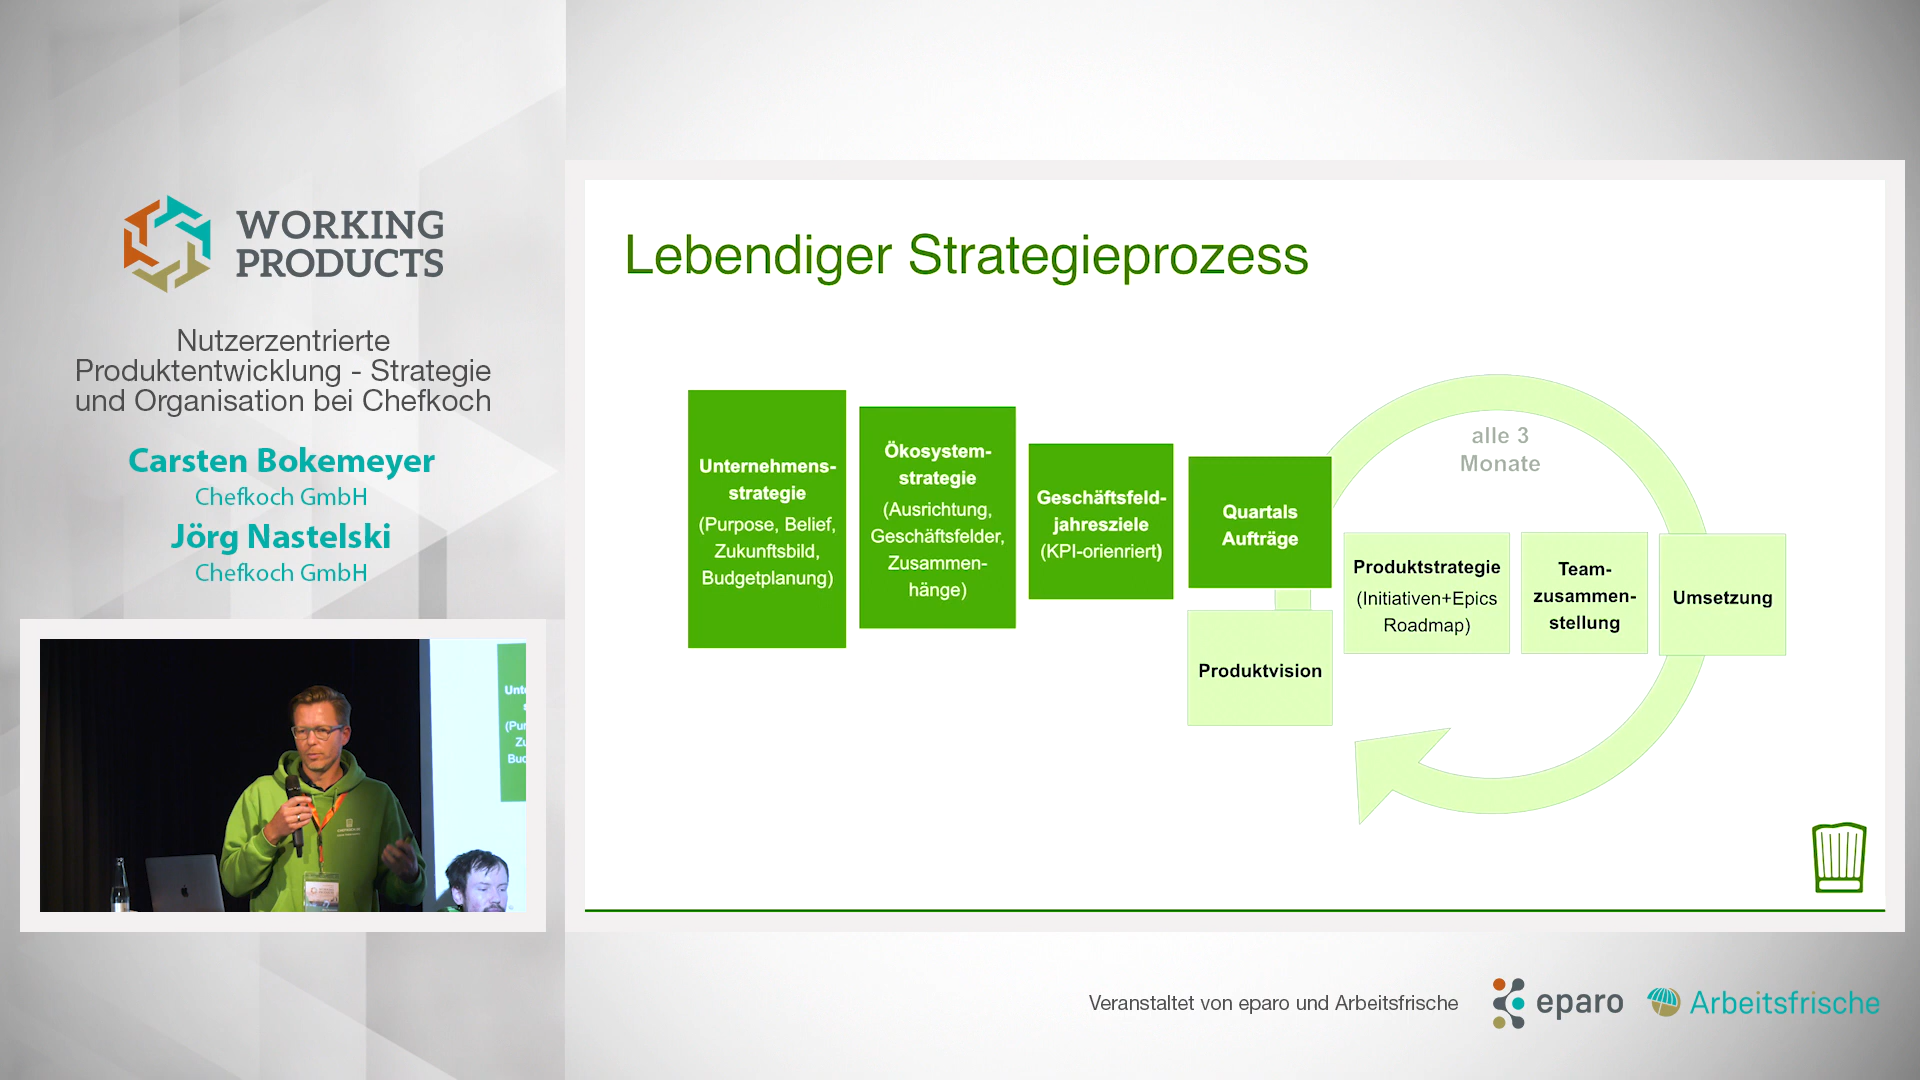 WORKING
PRODUCTS
Nutzerzentrierte
Produktentwicklung - Strategie
und Organisation bei Chefkoch
Carsten Bokemeyer
Chefkoch GmbH
Jörg Nastelski
Chefkoch GmbH
Lebendiger Strategieprozess
Unternehmens-
strategie
(Purpose, Belief,
Zukunftsbild,
Budgetplanung)
Ökosystem-
strategie
(Ausrichtung,
Geschäftsfelder,
Zusammen-
hänge)
Geschäftsfeld-
jahresziele
(KPI-orienriert)
Quartals
Aufträge
Produktvision
alle 3
Monate
Produktstrategie
(Initiativen+Epics
Roadmap)
Team-
zusammen-
stellung
Umsetzung
Veranstaltet von eparo und Arbeitsfrische
eparo
Arbeitsfrische